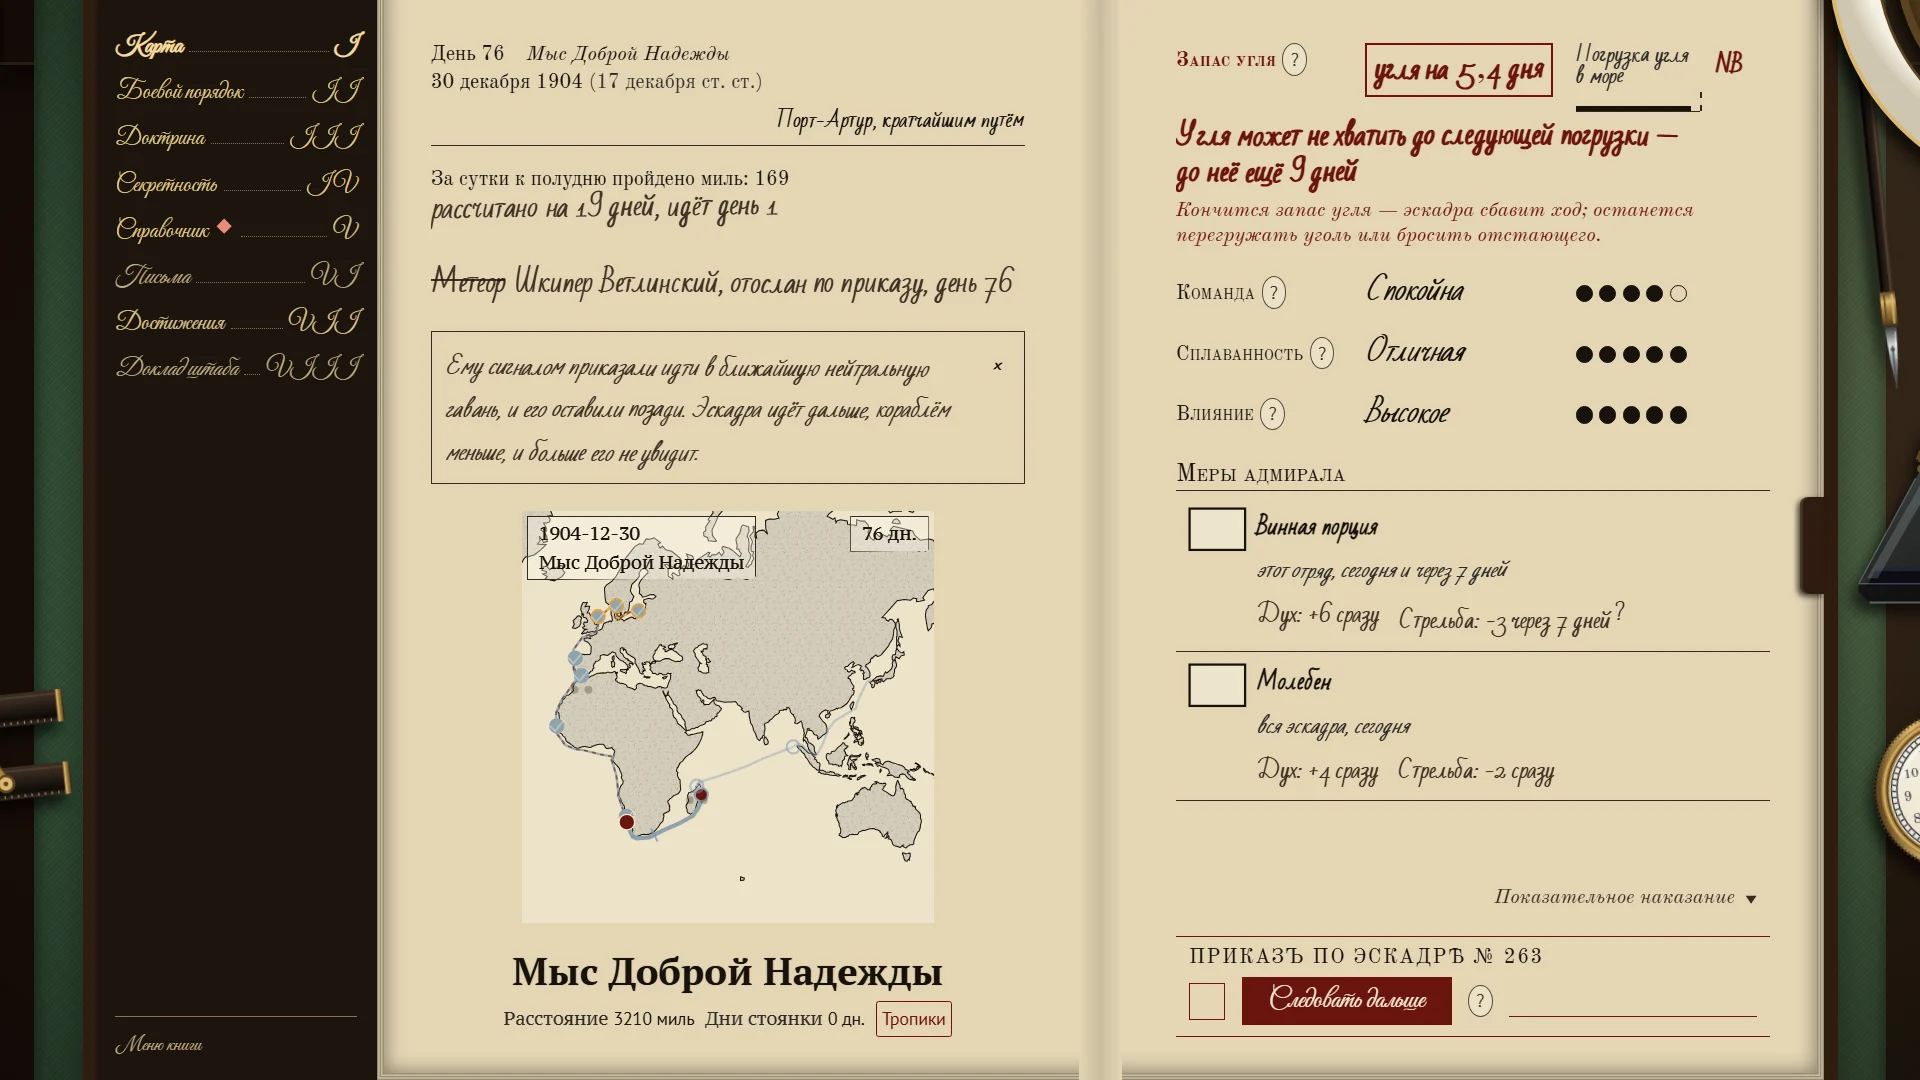 Карта I
Боевой порядок II
Доктрина III
Секретность IV
Справочник V
Письма VI
Достижения VII
Доклад штаба VIII
Меню книги
День 76 Мыс Доброй Надежды
30 декабря 1904 (17 декабря ст. ст.)
Порт-Артур, кратчайшим путём
За сутки к полудню пройдено миль: 169
рассчитано на 19 дней, идёт день 1
Метеор Шкипер Ветлинский, отослан по приказу, день 76
Ему сигналом приказали идти в ближайшую нейтральную
гавань, и его оставили позади. Эскадра идёт дальше, кораблём
меньше, и больше его не увидит.
×
1904-12-30
Мыс Доброй Надежды
76 дн.
Мыс Доброй Надежды
Расстояние 3210 миль Дни стоянки 0 дн. Тропики
Запас угля ?
угля на 5,4 дня
Погрузка угля
в море
NB
Угля может не хватить до следующей погрузки —
до неё ещё 9 дней
Кончится запас угля — эскадра сбавит ход; останется
перегружать уголь или бросить отстающего.
Команда ? Спокойна
Сплаванность ? Отличная
Влияние ? Высокое
Меры адмирала
Винная порция
этот отряд, сегодня и через 7 дней
Дух: +6 сразу Стрельба: -3 через 7 дней ?
Молебен
вся эскадра, сегодня
Дух: +4 сразу Стрельба: -2 сразу
Показательное наказание ▼
ПРИКАЗЪ ПО ЭСКАДРѢ № 263
Следовать дальше ?
10
9
8